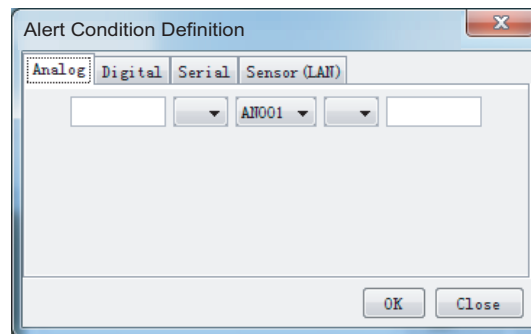 Alert Condition Definition
Analog Digital Serial Sensor(LAN)
AN001
OK Close